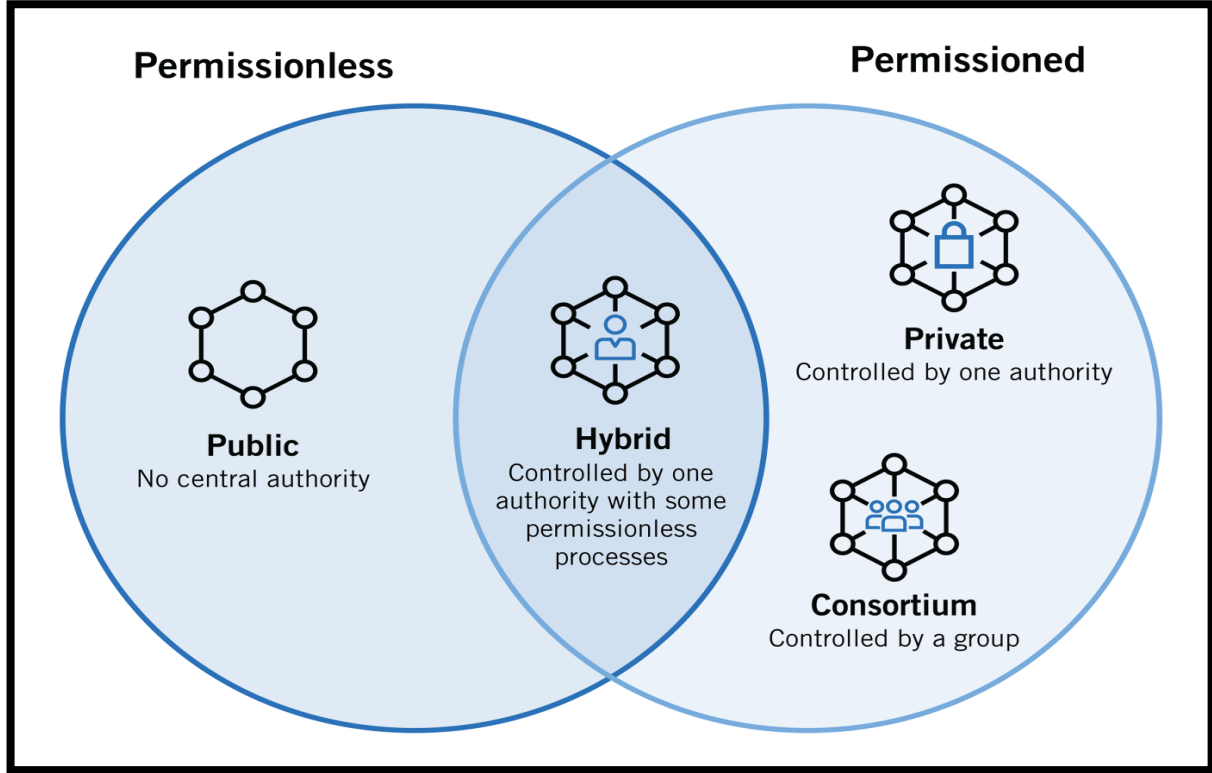 Permissionless
Permissioned
Public
No central authority
Hybrid
Controlled by one
authority with some
permissionless
processes
Private
Controlled by one authority
Consortium
Controlled by a group